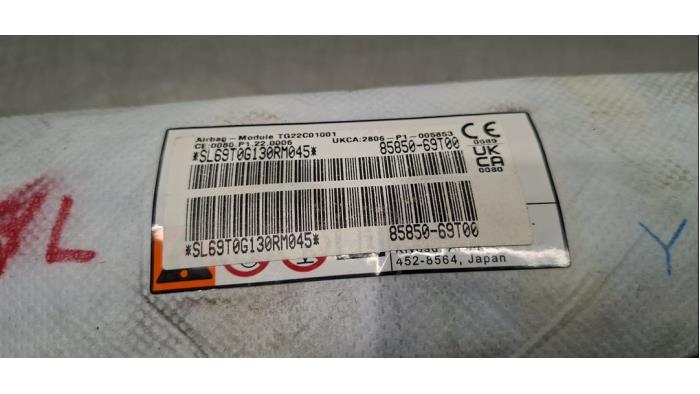 Airbag-Module TG22C01001
CE:0080.P1.22.0006 UKCA:2806-P1-005853
*SL69T0G130RM045* 85850-69T00
CE
0589
UK
CA
0080
*SL69T0G130RM045* 85850-69T00
452-8564, Japan
L
Y